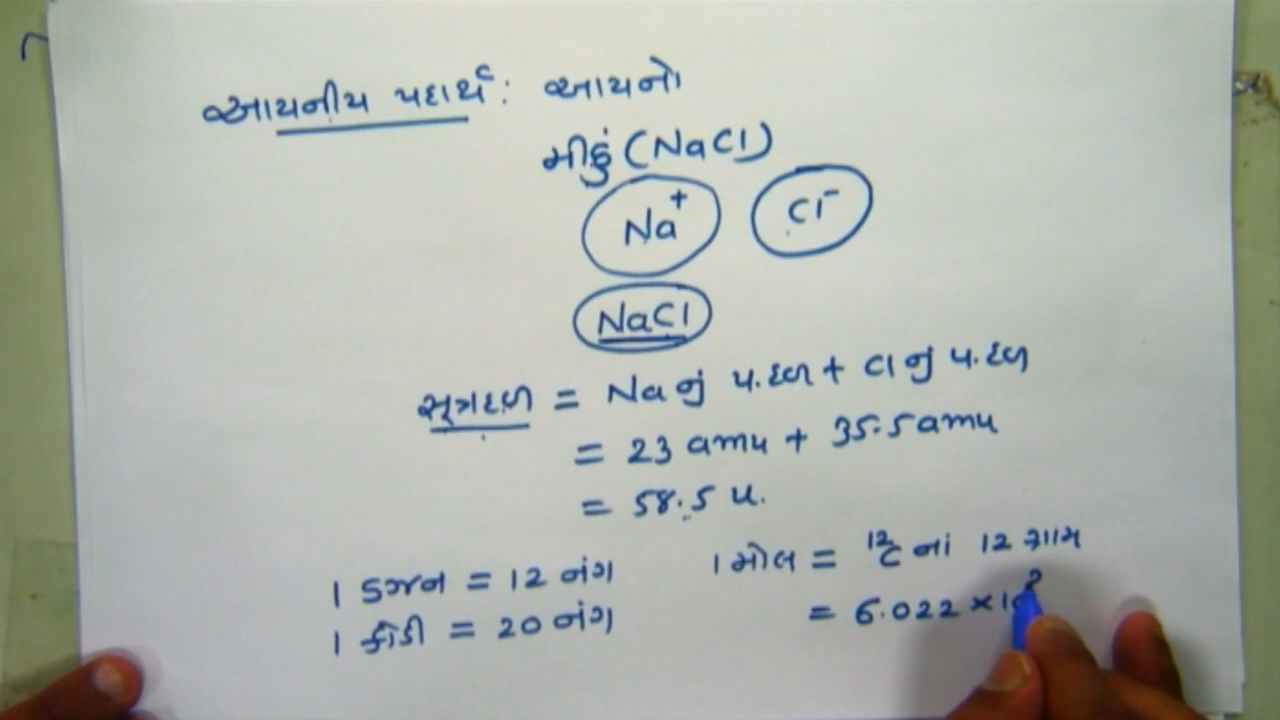 આયનીય પદાર્થ : આયનો
મીઠું (NaCl)
Na⁺ Cl⁻
NaCl
સૂત્રદળ = Na નું પ.દળ + Cl નું પ.દળ
= 23 amu + 35.5 amu
= 58.5 u.
1 ડઝન = 12 નંગ 1 મોલ = ¹²C નાં 12 ગ્રામ
1 કોડી = 20 નંગ = 6.022 × 10